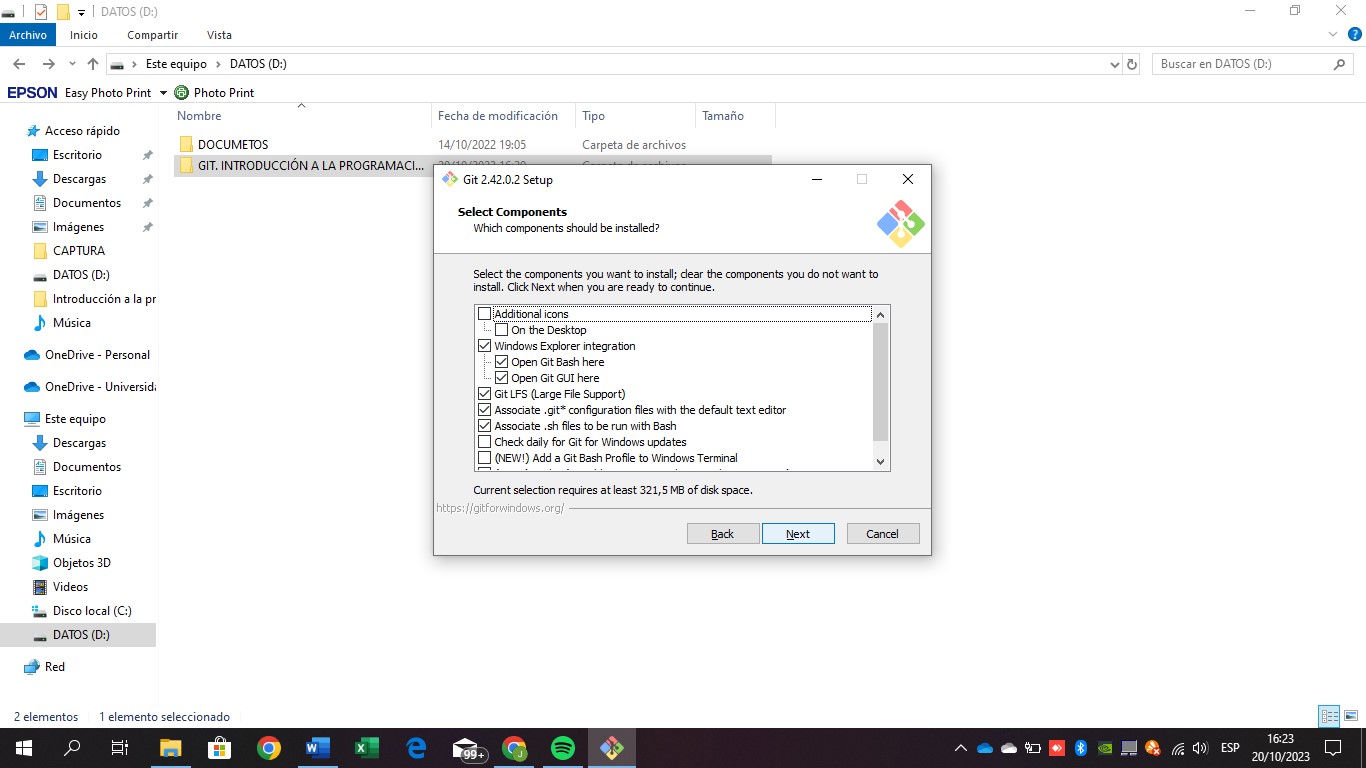 DATOS (D:)
Archivo Inicio Compartir Vista
Este equipo DATOS (D:) Buscar en DATOS (D:)
EPSON Easy Photo Print Photo Print
Nombre Fecha de modificación Tipo Tamaño
DOCUMETOS 14/10/2022 19:05 Carpeta de archivos
GIT. INTRODUCCIÓN A LA PROGRAMACI...
Acceso rápido
Escritorio
Descargas
Documentos
Imágenes
CAPTURA
DATOS (D:)
Introducción a la pr
Música
OneDrive - Personal
OneDrive - Universida
Este equipo
Descargas
Documentos
Escritorio
Imágenes
Música
Objetos 3D
Videos
Disco local (C:)
DATOS (D:)
Red
Git 2.42.0.2 Setup
Select Components
Which components should be installed?
Select the components you want to install; clear the components you do not want to
install. Click Next when you are ready to continue.
Additional icons
On the Desktop
Windows Explorer integration
Open Git Bash here
Open Git GUI here
Git LFS (Large File Support)
Associate .git* configuration files with the default text editor
Associate .sh files to be run with Bash
Check daily for Git for Windows updates
(NEW!) Add a Git Bash Profile to Windows Terminal
Current selection requires at least 321,5 MB of disk space.
https://gitforwindows.org/
Back Next Cancel
2 elementos 1 elemento seleccionado
99+
ESP
16:23
20/10/2023